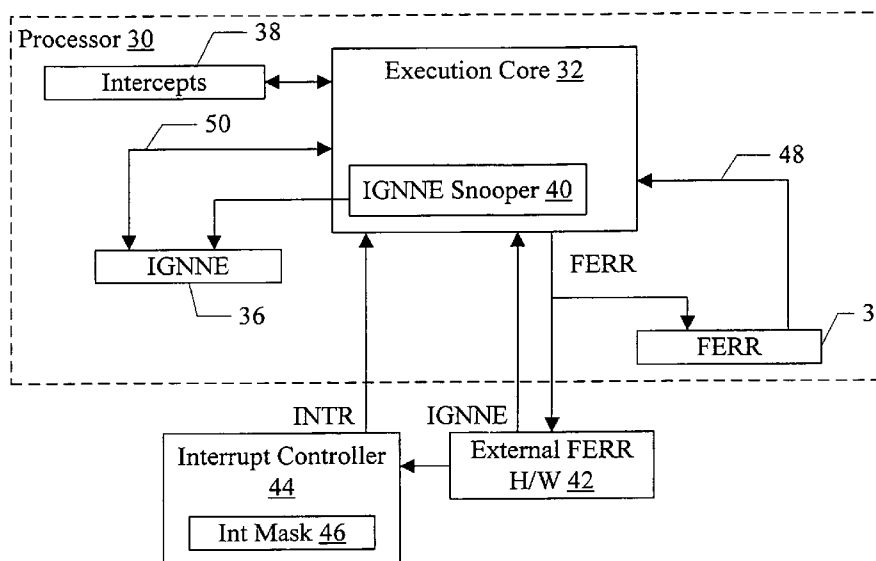 Processor 30
38
Intercepts
Execution Core 32
50
48
IGNNE Snooper 40
IGNNE
36
FERR
3
FERR
INTR
IGNNE
Interrupt Controller
44
External FERR
H/W 42
Int Mask 46